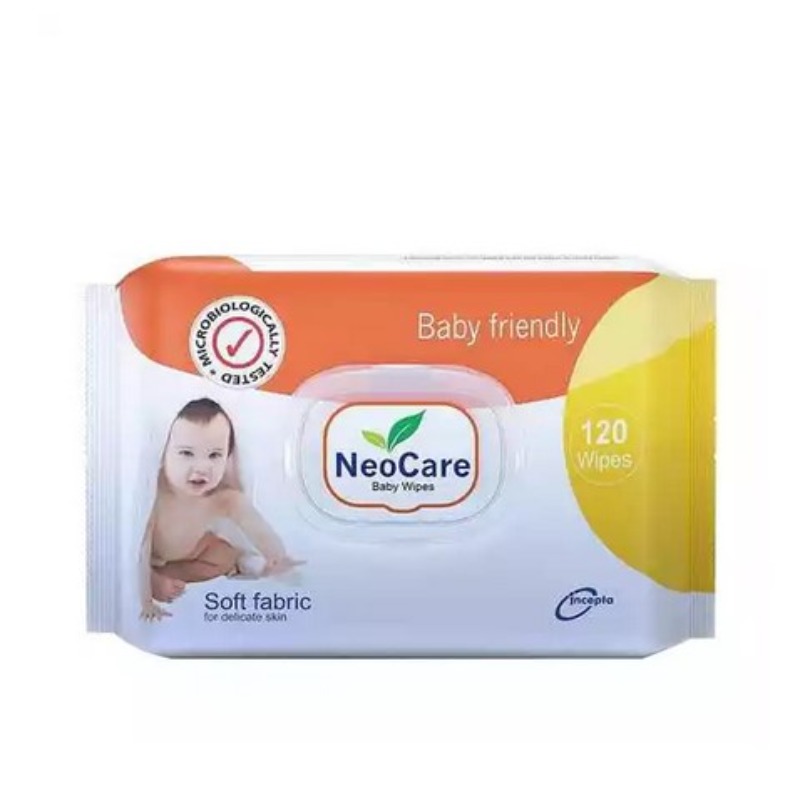 MICROBIOLOGICALLY TESTED
Baby friendly
NeoCare
Baby Wipes
120
Wipes
Soft fabric
for delicate skin
incepta